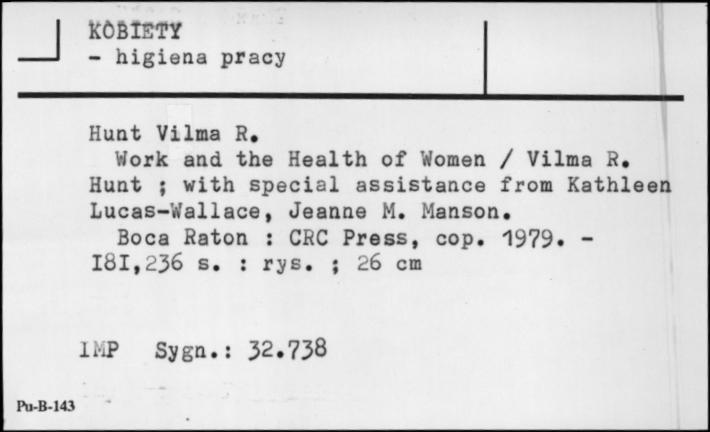 KOBIETY
- higiena pracy
Hunt Vilma R.
Work and the Health of Women / Vilma R.
Hunt ; with special assistance from Kathleen
Lucas-Wallace, Jeanne M. Manson.
Boca Raton : CRC Press, cop. 1979. -
I8I,236 s. : rys. ; 26 cm
IMP Sygn.: 32.738
Pu-B-143